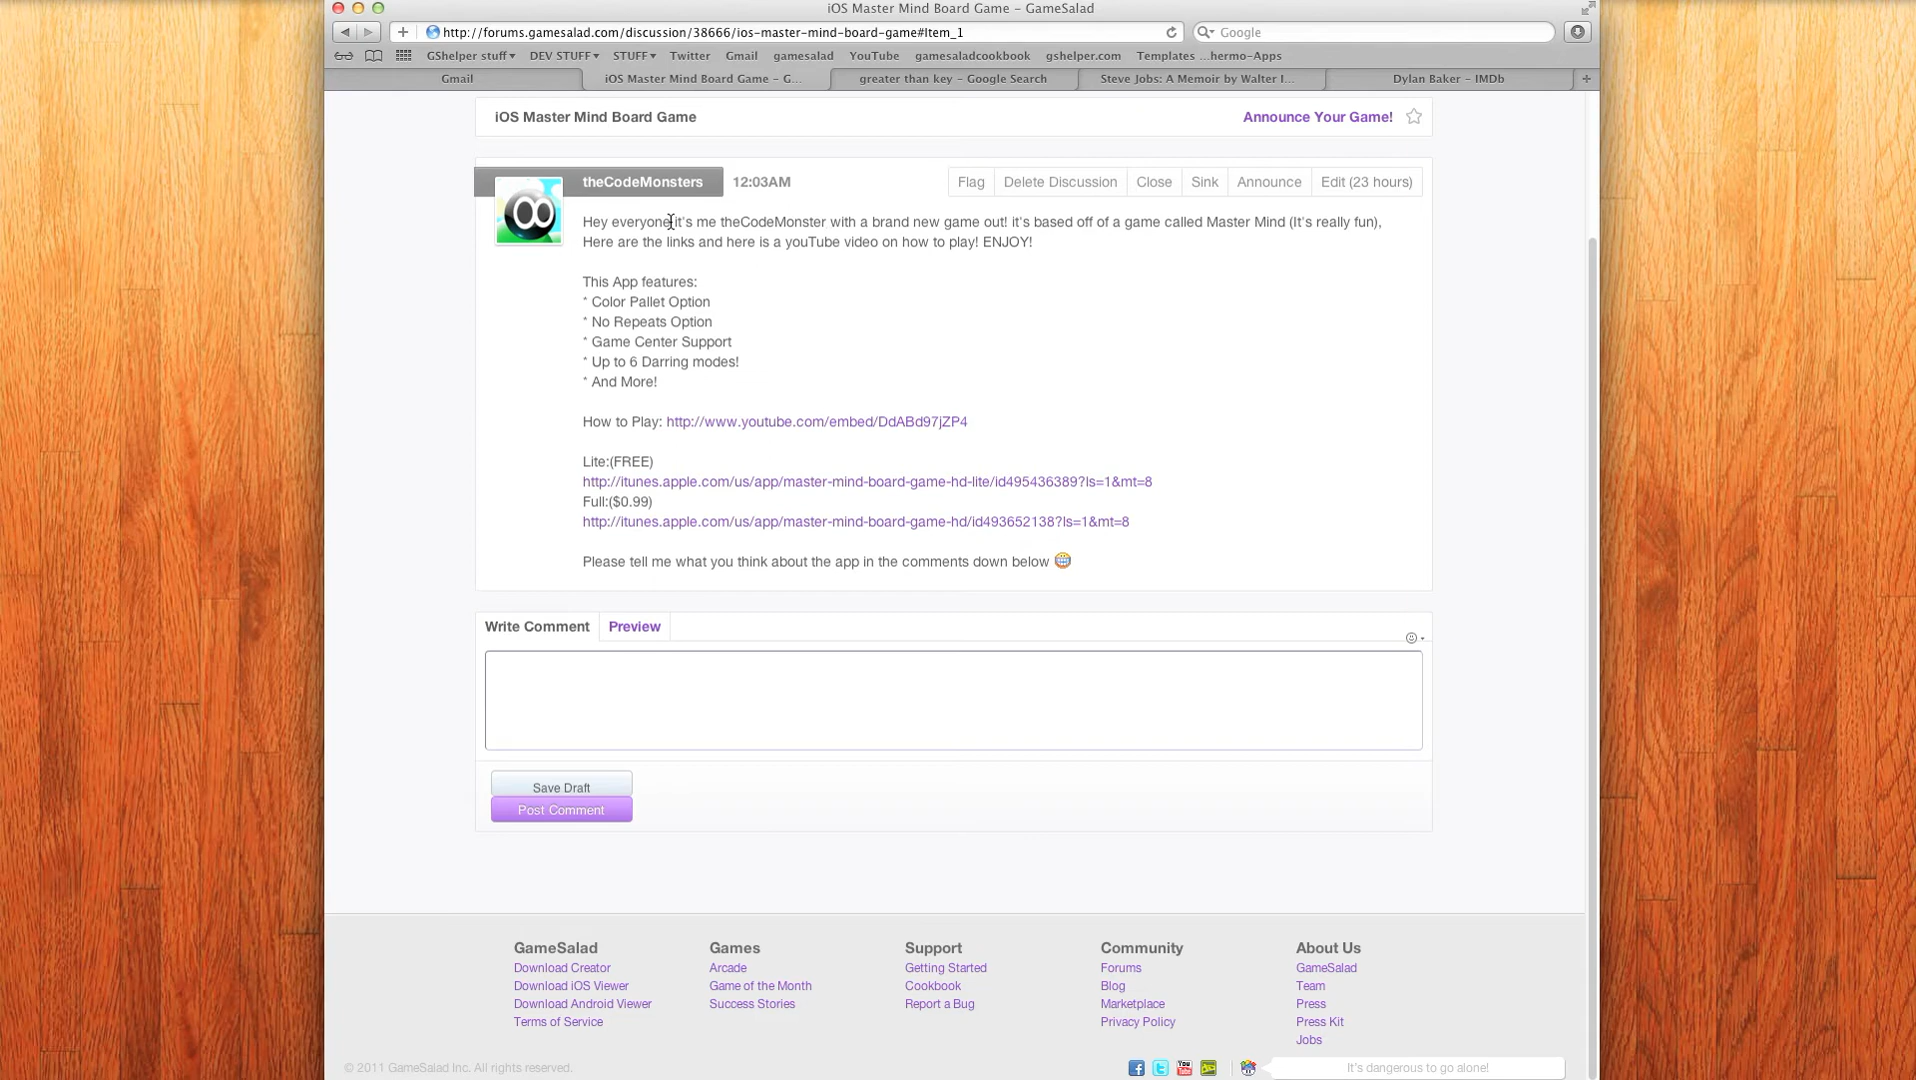 iOS Master Mind Board Game – GameSalad
http://forums.gamesalad.com/discussion/38666/ios-master-mind-board-game#Item_1
Google
GShelper stuff DEV STUFF STUFF Twitter Gmail gamesalad YouTube gamesaladcookbook gshelper.com Templates ...hermo-Apps
Gmail iOS Master Mind Board Game – G... greater than key – Google Search Steve Jobs: A Memoir by Walter I... Dylan Baker – IMDb
iOS Master Mind Board Game Announce Your Game!
theCodeMonsters 12:03AM Flag Delete Discussion Close Sink Announce Edit (23 hours)
Hey everyone it's me theCodeMonster with a brand new game out! it's based off of a game called Master Mind (It's really fun),
Here are the links and here is a youTube video on how to play! ENJOY!
This App features:
* Color Pallet Option
* No Repeats Option
* Game Center Support
* Up to 6 Darring modes!
* And More!
How to Play: http://www.youtube.com/embed/DdABd97jZP4
Lite:(FREE)
http://itunes.apple.com/us/app/master-mind-board-game-hd-lite/id495436389?ls=1&mt=8
Full:($0.99)
http://itunes.apple.com/us/app/master-mind-board-game-hd/id493652138?ls=1&mt=8
Please tell me what you think about the app in the comments down below
Write Comment Preview
Save Draft
Post Comment
GameSalad Games Support Community About Us
Download Creator Arcade Getting Started Forums GameSalad
Download iOS Viewer Game of the Month Cookbook Blog Team
Download Android Viewer Success Stories Report a Bug Marketplace Press
Terms of Service Privacy Policy Press Kit
Jobs
© 2011 GameSalad Inc. All rights reserved. It's dangerous to go alone!